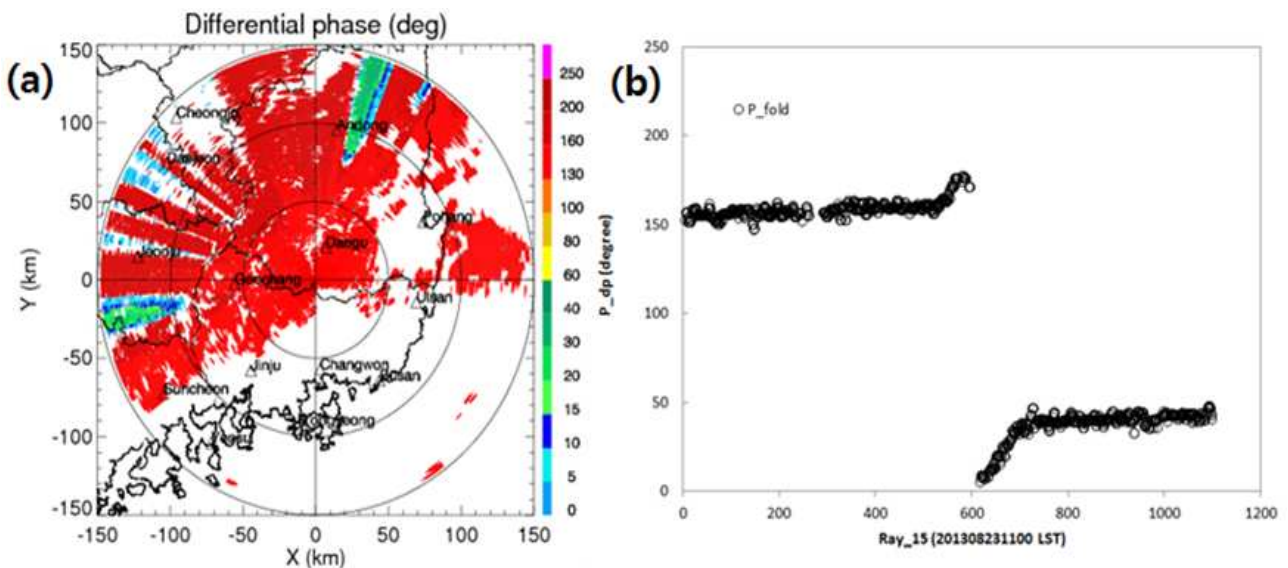 Differential phase (deg)
(a)
150
100
50
0
-50
-100
-150
Y (km)
-150
-100
-50
0
50
100
150
X (km)
Cheongju
Andong
Daejeon
Pohang
Jeonju
Daegu
Geochang
Ulsan
Jinju
Changwon
Busan
Suncheon
250
200
160
130
100
80
60
40
30
20
15
10
5
0
(b)
P_fold
250
200
150
100
50
0
P_dp (degree)
0
200
400
600
800
1000
1200
Ray_15 (201308231100 LST)